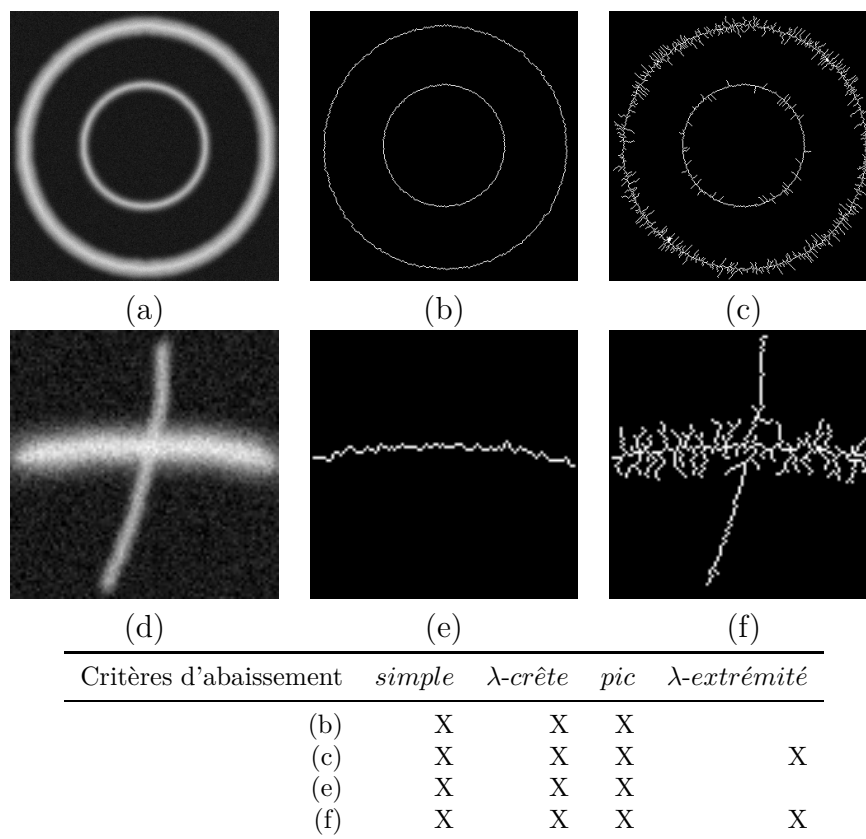 (a) (b) (c)
(d) (e) (f)
Critères d'abaissement simple λ-crête pic λ-extrémité
(b) X X X
(c) X X X X
(e) X X X
(f) X X X X